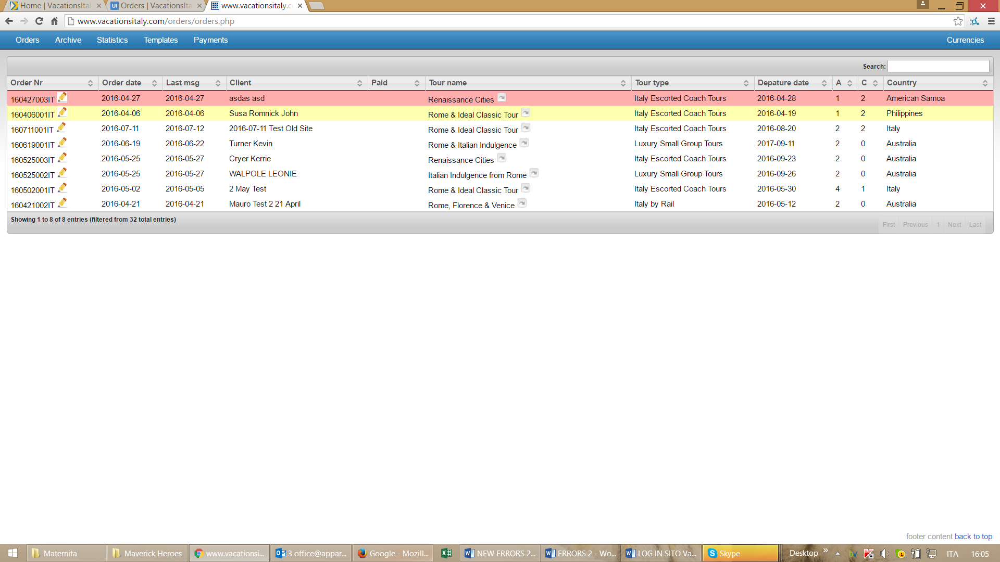 Home | VacationsItal
Orders | VacationsIta
www.vacationsitaly.c
www.vacationsitaly.com/orders/orders.php
Orders Archive Statistics Templates Payments Currencies
Search:
Order Nr Order date Last msg Client Paid Tour name Tour type Depature date A C Country
160427003IT 2016-04-27 2016-04-27 asdas asd Renaissance Cities Italy Escorted Coach Tours 2016-04-28 1 2 American Samoa
160406001IT 2016-04-06 2016-04-06 Susa Romnick John Rome & Ideal Classic Tour Italy Escorted Coach Tours 2016-04-19 1 2 Philippines
160711001IT 2016-07-11 2016-07-12 2016-07-11 Test Old Site Rome & Ideal Classic Tour Italy Escorted Coach Tours 2016-08-20 2 2 Italy
160619001IT 2016-06-19 2016-06-22 Turner Kevin Rome & Italian Indulgence Luxury Small Group Tours 2017-09-11 2 0 Australia
160525003IT 2016-05-25 2016-05-27 Cryer Kerrie Renaissance Cities Italy Escorted Coach Tours 2016-09-23 2 0 Australia
160525002IT 2016-05-25 2016-05-27 WALPOLE LEONIE Italian Indulgence from Rome Luxury Small Group Tours 2016-09-26 2 0 Australia
160502001IT 2016-05-02 2016-05-05 2 May Test Rome & Ideal Classic Tour Italy Escorted Coach Tours 2016-05-30 4 1 Italy
160421002IT 2016-04-21 2016-04-21 Mauro Test 2 21 April Rome, Florence & Venice Italy by Rail 2016-05-12 2 0 Australia
Showing 1 to 8 of 8 entries (filtered from 32 total entries)
First Previous 1 Next Last
footer content back to top
Maternita Maverick Heroes www.vacationsi... 3 office@appar... Google - Mozill... NEW ERRORS 2... ERRORS 2 - Wo... LOG IN SITO Va... Skype Desktop ITA 16:05